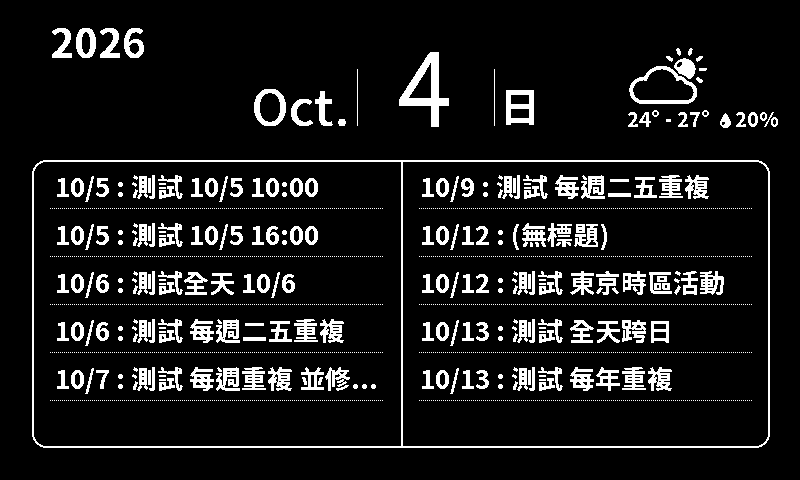 2026
Oct. 4 日
24° - 27° 20%
10/5 : 測試 10/5 10:00
10/5 : 測試 10/5 16:00
10/6 : 測試全天 10/6
10/6 : 測試 每週二五重複
10/7 : 測試 每週重複 並修...
10/9 : 測試 每週二五重複
10/12 : (無標題)
10/12 : 測試 東京時區活動
10/13 : 測試 全天跨日
10/13 : 測試 每年重複